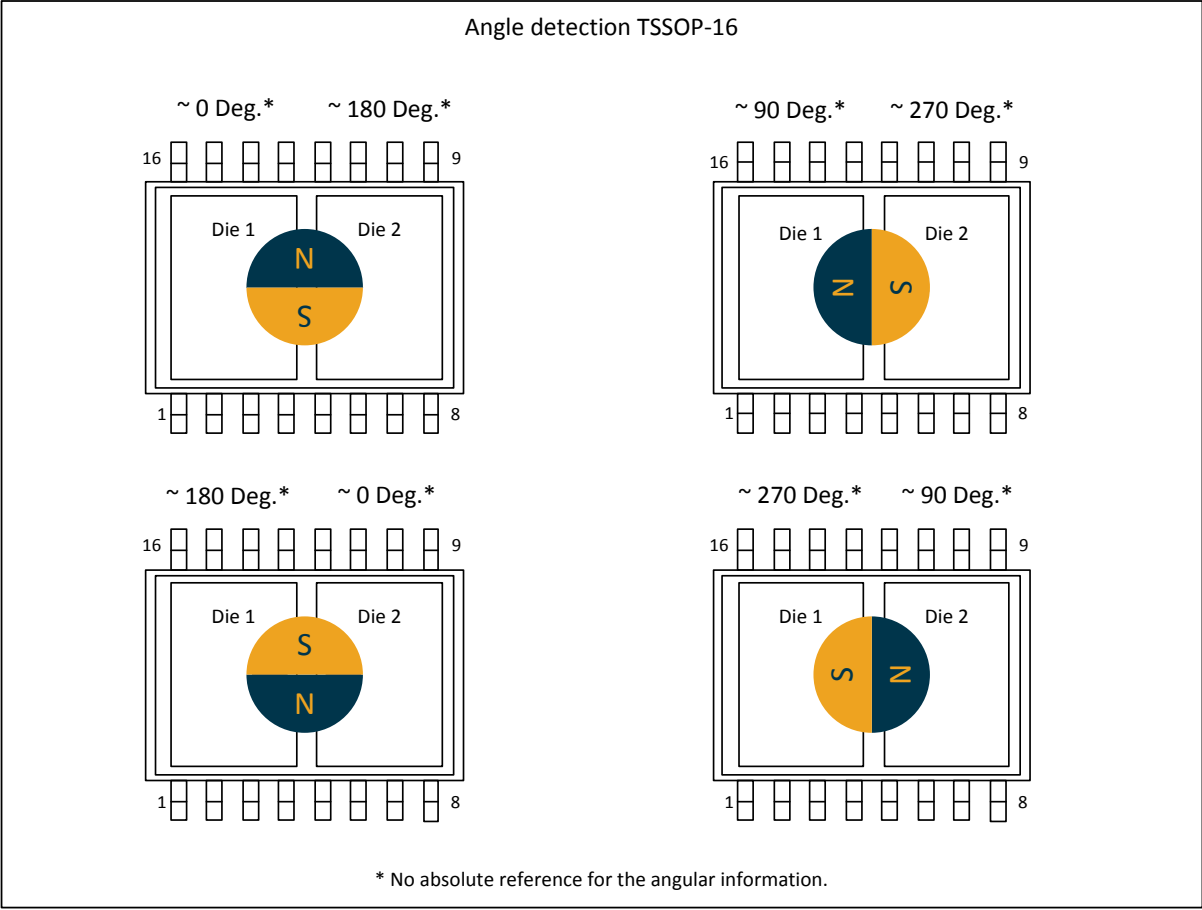 Angle detection TSSOP-16
~ 0 Deg.* ~ 180 Deg.*
16 9
Die 1 Die 2
N
S
1 8
~ 90 Deg.* ~ 270 Deg.*
16 9
Die 1 Die 2
N S
1 8
~ 180 Deg.* ~ 0 Deg.*
16 9
Die 1 Die 2
S
N
1 8
~ 270 Deg.* ~ 90 Deg.*
16 9
Die 1 Die 2
S N
1 8
* No absolute reference for the angular information.